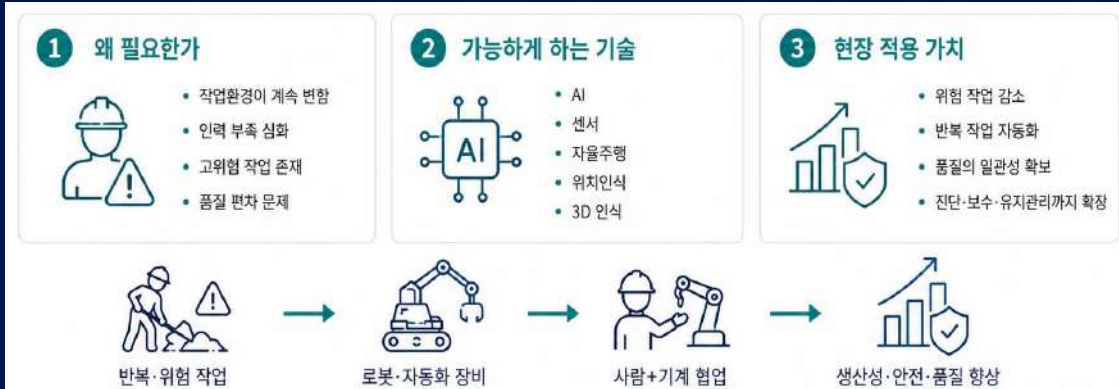 1 왜 필요한가
• 작업환경이 계속 변함
• 인력 부족 심화
• 고위험 작업 존재
• 품질 편차 문제
2 가능하게 하는 기술
AI
• AI
• 센서
• 자율주행
• 위치인식
• 3D 인식
3 현장 적용 가치
• 위험 작업 감소
• 반복 작업 자동화
• 품질의 일관성 확보
• 진단·보수·유지관리까지 확장
반복·위험 작업
로봇·자동화 장비
사람+기계 협업
생산성·안전·품질 향상